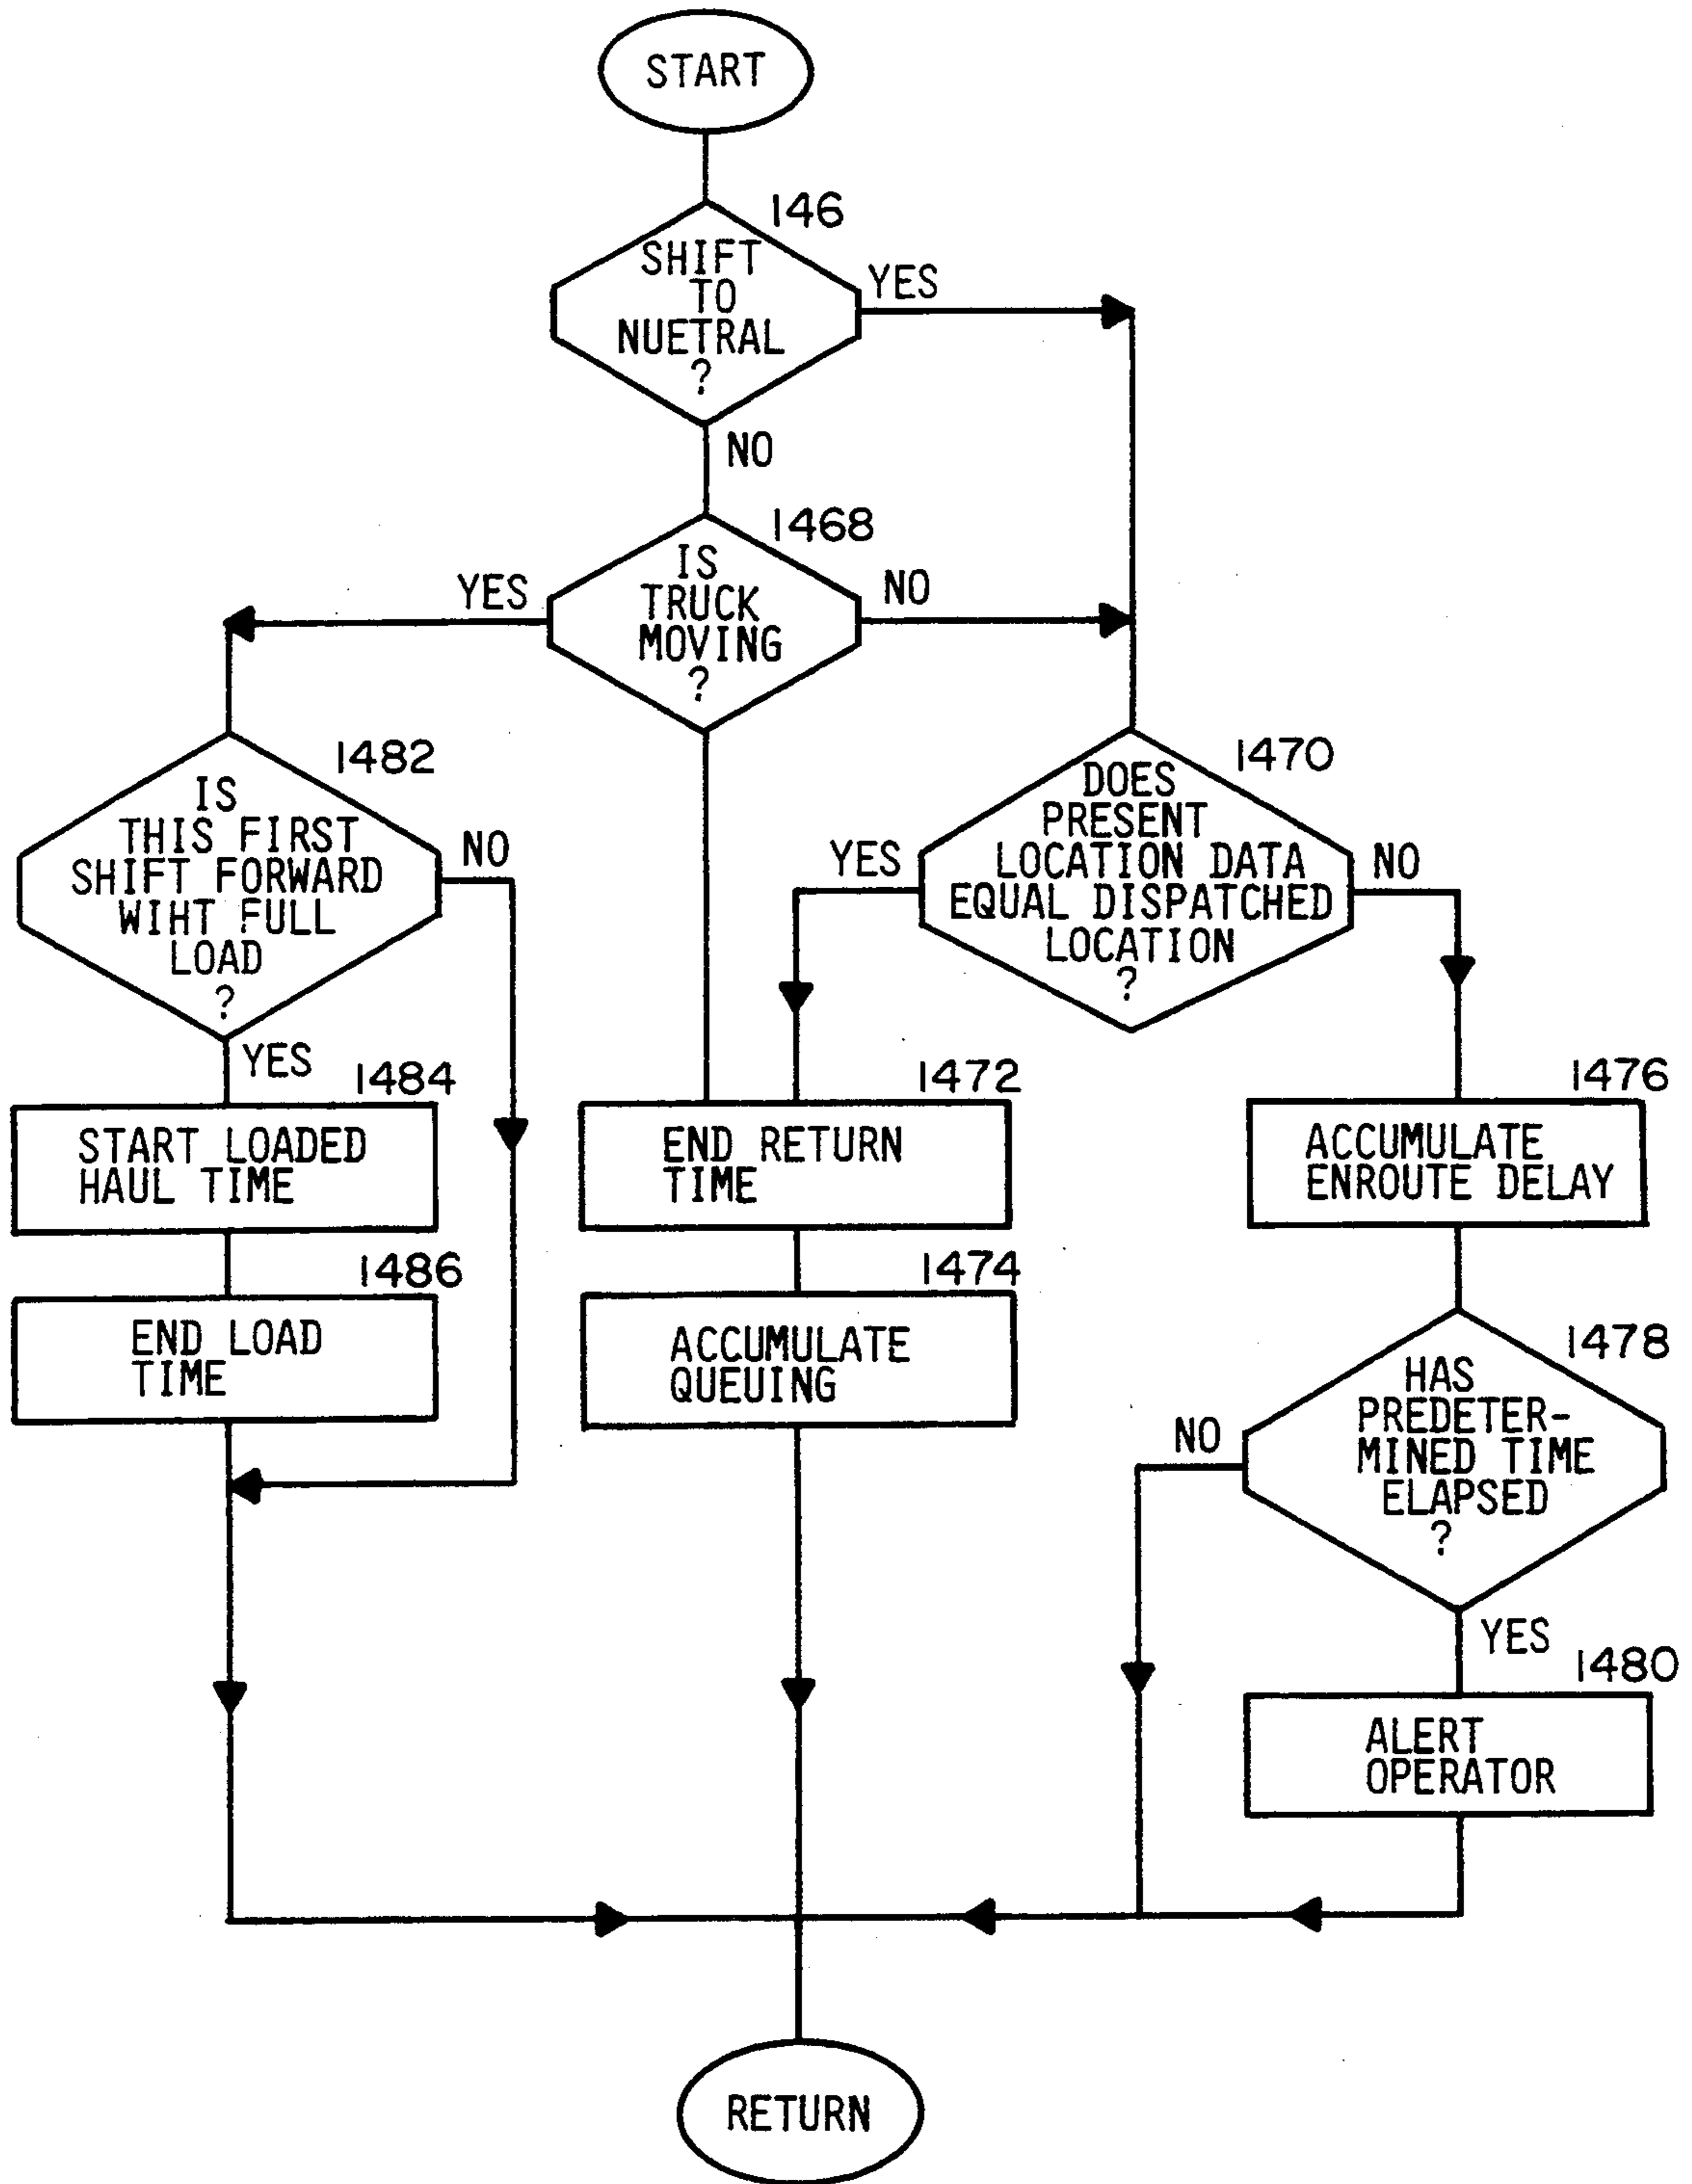 START
146
SHIFT
TO
NUETRAL
?
YES
NO
1468
IS
TRUCK
MOVING
?
YES
NO
1482
IS
THIS FIRST
SHIFT FORWARD
WIHT FULL
LOAD
?
NO
YES
1470
DOES
PRESENT
LOCATION DATA
EQUAL DISPATCHED
LOCATION
?
YES
NO
1484
START LOADED
HAUL TIME
1472
END RETURN
TIME
1476
ACCUMULATE
ENROUTE DELAY
1486
END LOAD
TIME
1474
ACCUMULATE
QUEUING
1478
HAS
PREDETER-
MINED TIME
ELAPSED
?
NO
YES
1480
ALERT
OPERATOR
RETURN